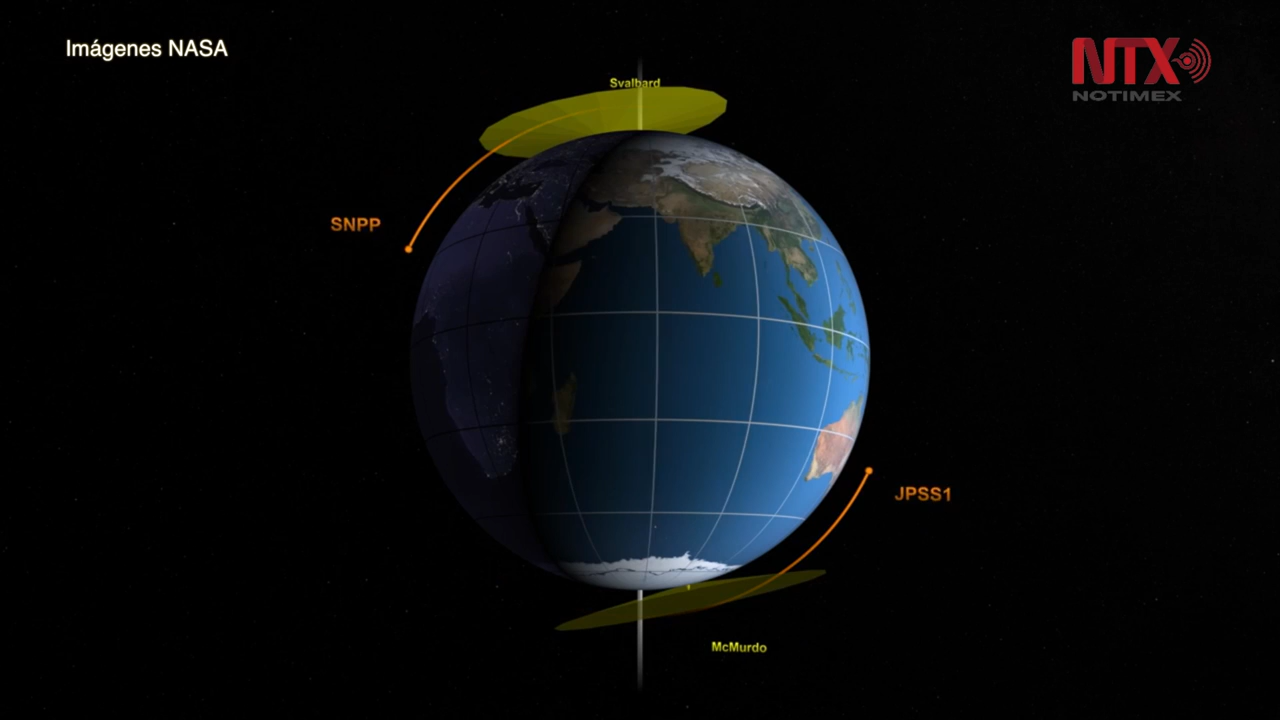 Imágenes NASA
NTX
NOTIMEX
Svalbard
SNPP
JPSS1
McMurdo